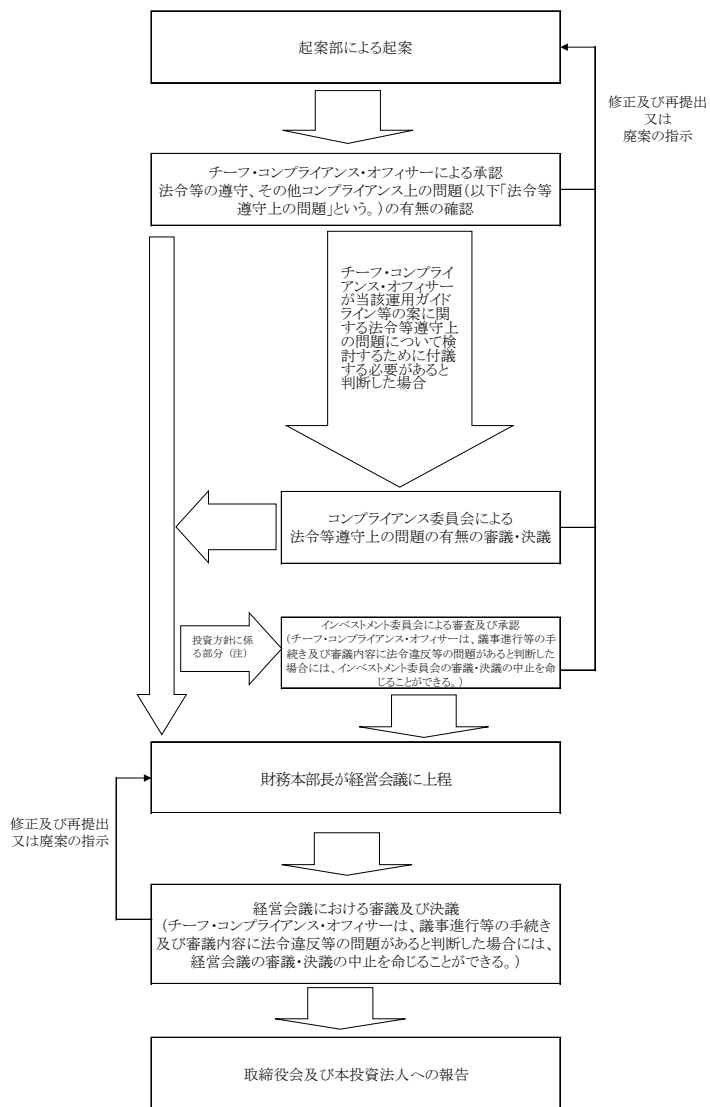 起案部による起案
修正及び再提出
又は
廃案の指示
チーフ・コンプライアンス・オフィサーによる承認
法令等の遵守、その他コンプライアンス上の問題(以下「法令等
遵守上の問題」という。)の有無の確認
チーフ・コンプライ
アンス・オフィサー
が当該運用ガイド
ライン等の案に関
する法令等遵守上
の問題について検
討するために付議
する必要があると
判断した場合
コンプライアンス委員会による
法令等遵守上の問題の有無の審議・決議
投資方針に係
る部分 (注)
インベストメント委員会による審査及び承認
(チーフ・コンプライアンス・オフィサーは、議事進行等の手
続き及び審議内容に法令違反等の問題があると判断した
場合には、インベストメント委員会の審議・決議の中止を命
じることができる。)
財務本部長が経営会議に上程
修正及び再提出
又は廃案の指示
経営会議における審議及び決議
(チーフ・コンプライアンス・オフィサーは、議事進行等の手続き
及び審議内容に法令違反等の問題があると判断した場合には、
経営会議の審議・決議の中止を命じることができる。)
取締役会及び本投資法人への報告